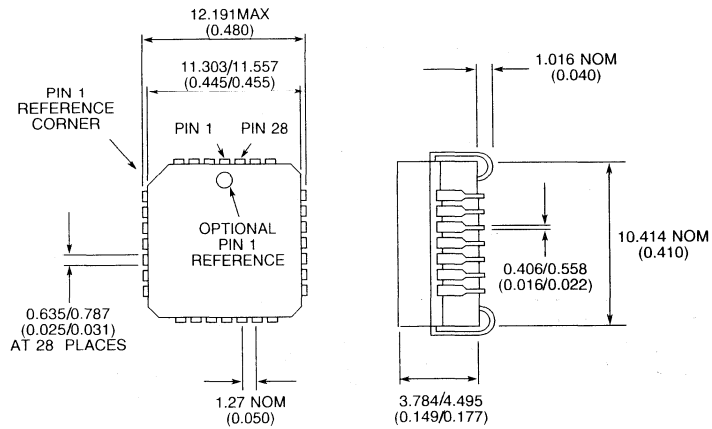 12.191MAX
(0.480)
11.303/11.557
(0.445/0.455)
PIN 1
REFERENCE
CORNER
PIN 1
PIN 28
OPTIONAL
PIN 1
REFERENCE
0.635/0.787
(0.025/0.031)
AT 28 PLACES
1.27 NOM
(0.050)
1.016 NOM
(0.040)
10.414 NOM
(0.410)
0.406/0.558
(0.016/0.022)
3.784/4.495
(0.149/0.177)